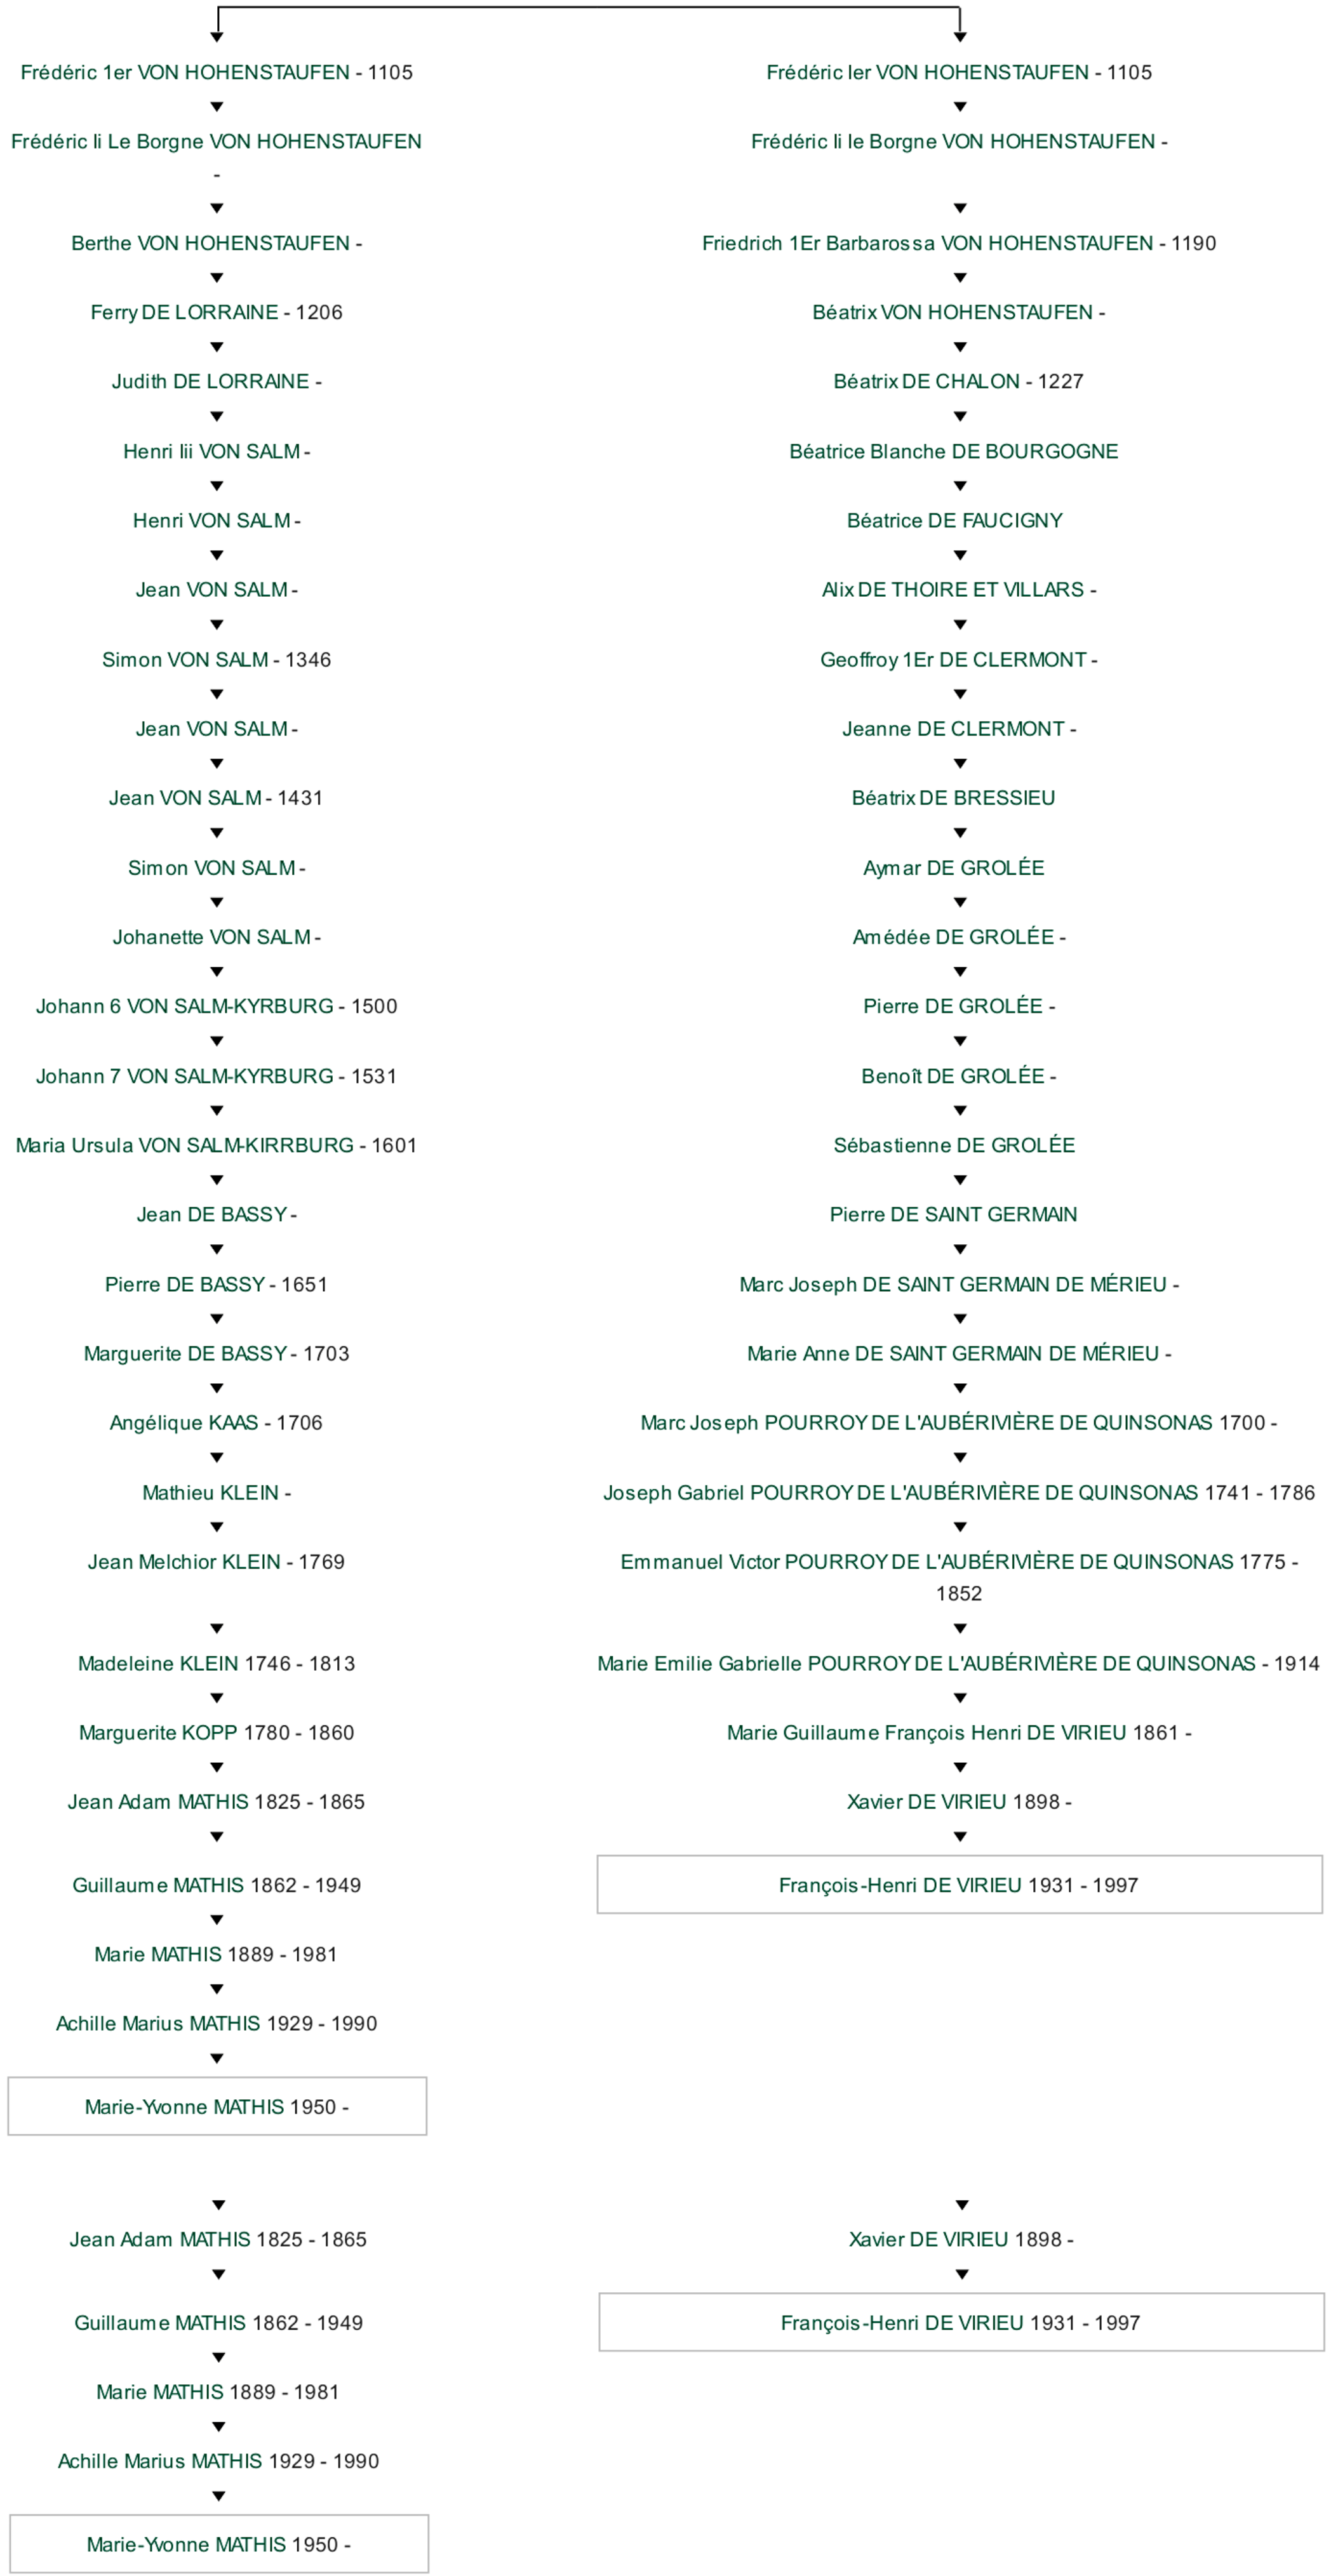 Frédéric 1er VON HOHENSTAUFEN - 1105
Frédéric Ier VON HOHENSTAUFEN - 1105
Frédéric Ii Le Borgne VON HOHENSTAUFEN
-
Frédéric Ii le Borgne VON HOHENSTAUFEN -
Berthe VON HOHENSTAUFEN -
Friedrich 1Er Barbarossa VON HOHENSTAUFEN - 1190
Ferry DE LORRAINE - 1206
Béatrix VON HOHENSTAUFEN -
Judith DE LORRAINE -
Béatrix DE CHALON - 1227
Henri Iii VON SALM -
Béatrice Blanche DE BOURGOGNE
Henri VON SALM -
Béatrice DE FAUCIGNY
Jean VON SALM -
Alix DE THOIRE ET VILLARS -
Simon VON SALM - 1346
Geoffroy 1Er DE CLERMONT -
Jean VON SALM -
Jeanne DE CLERMONT -
Jean VON SALM - 1431
Béatrix DE BRESSIEU
Simon VON SALM -
Aymar DE GROLÉE
Johanette VON SALM -
Amédée DE GROLÉE -
Johann 6 VON SALM-KYRBURG - 1500
Pierre DE GROLÉE -
Johann 7 VON SALM-KYRBURG - 1531
Benoît DE GROLÉE -
Maria Ursula VON SALM-KIRRBURG - 1601
Sébastienne DE GROLÉE
Jean DE BASSY -
Pierre DE SAINT GERMAIN
Pierre DE BASSY - 1651
Marc Joseph DE SAINT GERMAIN DE MÉRIEU -
Marguerite DE BASSY - 1703
Marie Anne DE SAINT GERMAIN DE MÉRIEU -
Angélique KAAS - 1706
Marc Joseph POURROY DE L'AUBÉRIVIÈRE DE QUINSONAS 1700 -
Mathieu KLEIN -
Joseph Gabriel POURROY DE L'AUBÉRIVIÈRE DE QUINSONAS 1741 - 1786
Jean Melchior KLEIN - 1769
Emmanuel Victor POURROY DE L'AUBÉRIVIÈRE DE QUINSONAS 1775 -
1852
Madeleine KLEIN 1746 - 1813
Marie Emilie Gabrielle POURROY DE L'AUBÉRIVIÈRE DE QUINSONAS - 1914
Marguerite KOPP 1780 - 1860
Marie Guillaume François Henri DE VIRIEU 1861 -
Jean Adam MATHIS 1825 - 1865
Xavier DE VIRIEU 1898 -
Guillaume MATHIS 1862 - 1949
François-Henri DE VIRIEU 1931 - 1997
Marie MATHIS 1889 - 1981
Achille Marius MATHIS 1929 - 1990
Marie-Yvonne MATHIS 1950 -
Jean Adam MATHIS 1825 - 1865
Xavier DE VIRIEU 1898 -
Guillaume MATHIS 1862 - 1949
François-Henri DE VIRIEU 1931 - 1997
Marie MATHIS 1889 - 1981
Achille Marius MATHIS 1929 - 1990
Marie-Yvonne MATHIS 1950 -